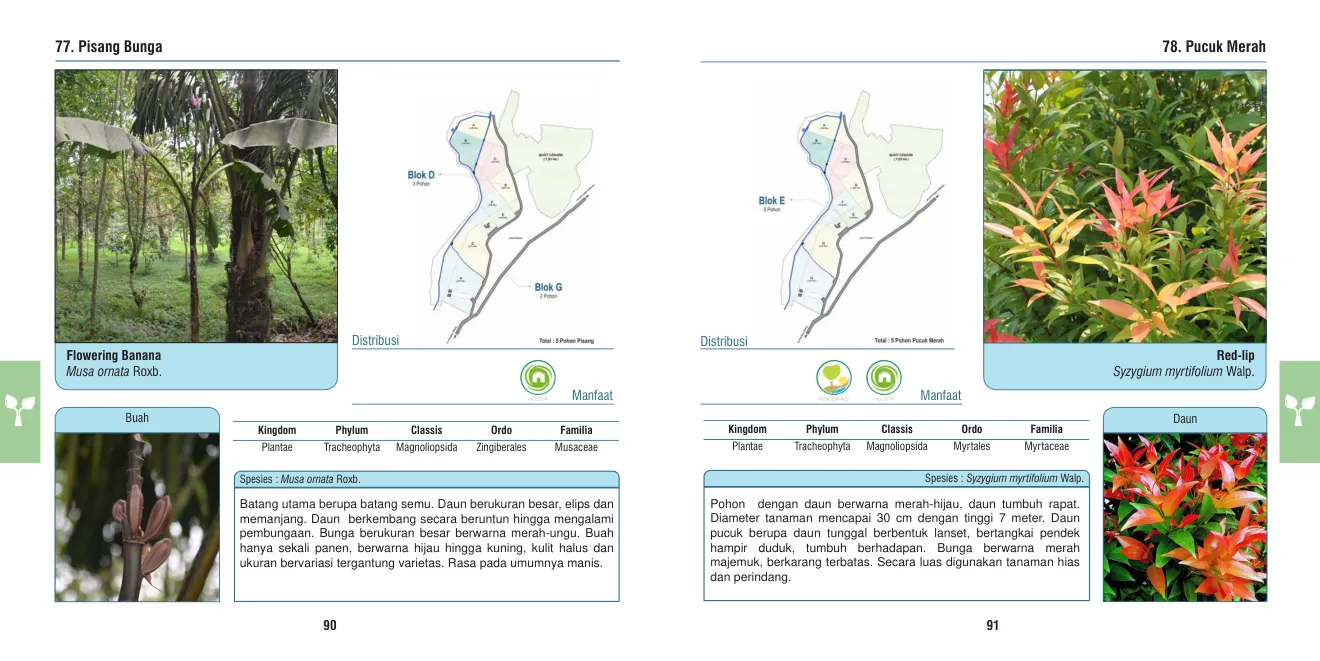 77. Pisang Bunga
Blok D
3 Pohon
BUKIT CEMARA
Blok G
2 Pohon
Distribusi
Total : 5 Pohon Pisang
Flowering Banana
Musa ornata Roxb.
INDUSTRI
Manfaat
Buah
Kingdom Phylum Classis Ordo Familia
Plantae Tracheophyta Magnoliopsida Zingiberales Musaceae
Spesies : Musa ornata Roxb.
Batang utama berupa batang semu. Daun berukuran besar, elips dan
memanjang. Daun berkembang secara beruntun hingga mengalami
pembungaan. Bunga berukuran besar berwarna merah-ungu. Buah
hanya sekali panen, berwarna hijau hingga kuning, kulit halus dan
ukuran bervariasi tergantung varietas. Rasa pada umumnya manis.
90
78. Pucuk Merah
Blok E
5 Pohon
BUKIT CEMARA
Distribusi
Total : 5 Pohon Pucuk Merah
Red-lip
Syzygium myrtifolium Walp.
KONSERVASI
INDUSTRI
Manfaat
Daun
Kingdom Phylum Classis Ordo Familia
Plantae Tracheophyta Magnoliopsida Myrtales Myrtaceae
Spesies : Syzygium myrtifolium Walp.
Pohon dengan daun berwarna merah-hijau, daun tumbuh rapat.
Diameter tanaman mencapai 30 cm dengan tinggi 7 meter. Daun
pucuk berupa daun tunggal berbentuk lanset, bertangkai pendek
hampir duduk, tumbuh berhadapan. Bunga berwarna merah
majemuk, berkarang terbatas. Secara luas digunakan tanaman hias
dan perindang.
91